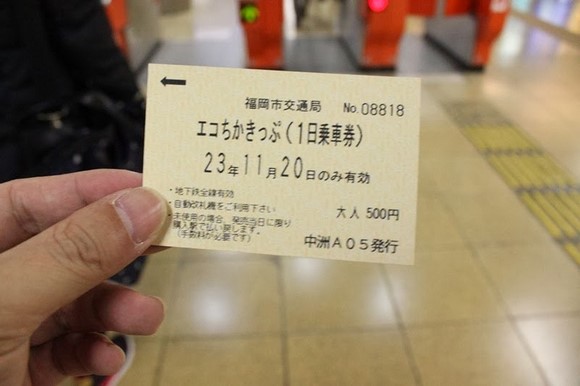 福岡市交通局 No.08818
エコちかきっぷ(1日乗車券)
23年11月20日のみ有効
・地下鉄全線有効
・自動改札機をご利用下さい
・未使用の場合、発売当日に限り
購入駅で払い戻します。
(手数料が必要です)
大人 500円
中洲A05発行